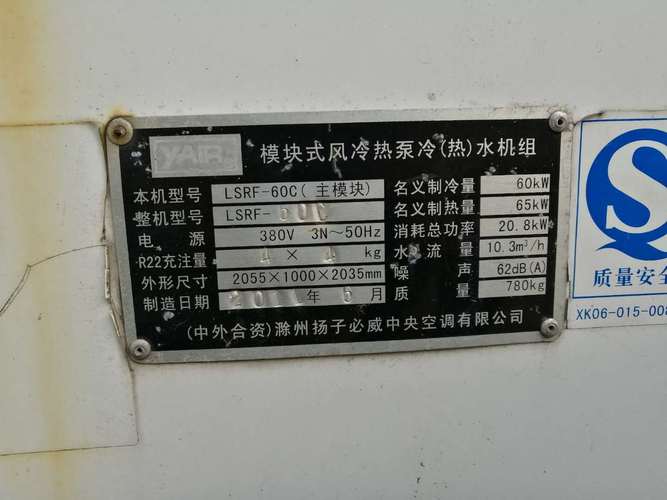 YAIR 模块式风冷热泵冷(热)水机组
本机型号 LSRF-60C(主模块) 名义制冷量 60kW
整机型号 LSRF- 60C 名义制热量 65kW
电 源 380V 3N～50Hz 消耗总功率 20.8kW
R22充注量 × kg 水 流 量 10.3m³/h
外形尺寸 2055×1000×2035mm 噪 声 62dB(A)
制造日期 年 月 质 量 780kg
(中外合资)滁州扬子必威中央空调有限公司
质量安全
XK06-015-008